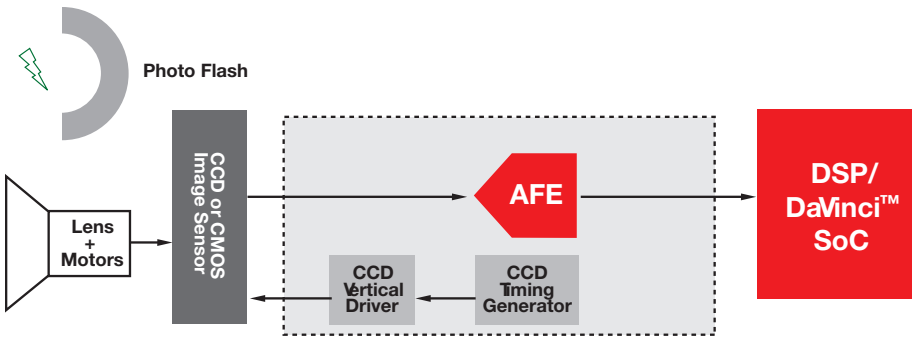 Photo Flash
Lens
+
Motors
CCD or CMOS
Image Sensor
AFE
CCD
Vertical
Driver
CCD
Timing
Generator
DSP/
DaVinci™
SoC